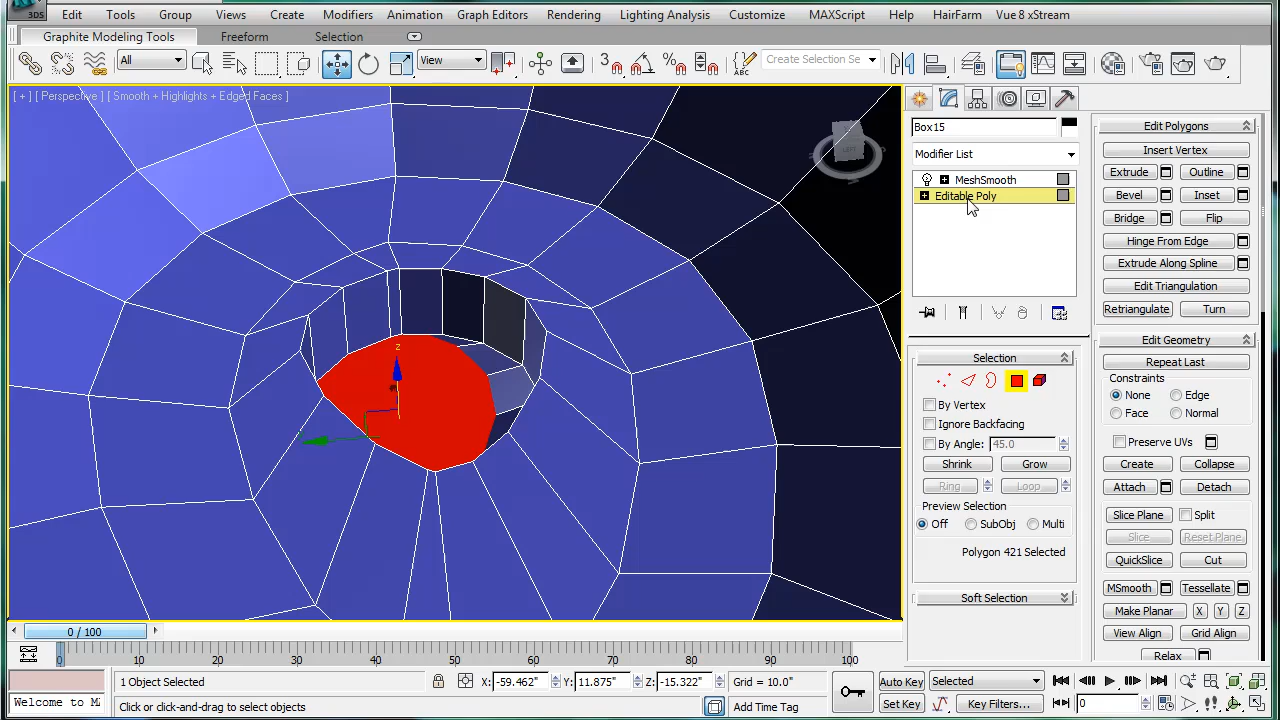 Edit Tools Group Views Create Modifiers Animation Graph Editors Rendering Lighting Analysis Customize MAXScript Help HairFarm Vue 8 xStream
3DS
Graphite Modeling Tools Freeform Selection
All View 3 ABC Create Selection Se
[ + ] [ Perspective ] [ Smooth + Highlights + Edged Faces ]
LEFT
z
Box15
Modifier List
MeshSmooth
Editable Poly
Selection
By Vertex
Ignore Backfacing
By Angle: 45.0
Shrink Grow
Ring Loop
Preview Selection
Off SubObj Multi
Polygon 421 Selected
Soft Selection
Edit Polygons
Insert Vertex
Extrude Outline
Bevel Inset
Bridge Flip
Hinge From Edge
Extrude Along Spline
Edit Triangulation
Retriangulate Turn
Edit Geometry
Repeat Last
Constraints
None Edge
Face Normal
Preserve UVs
Create Collapse
Attach Detach
Slice Plane Split
Slice Reset Plane
QuickSlice Cut
MSmooth Tessellate
Make Planar X Y Z
View Align Grid Align
Relax
0 / 100
0 10 20 30 40 50 60 70 80 90 100
1 Object Selected X: -59.462" Y: 11.875" Z: -15.322" Grid = 10.0" Auto Key Selected
Welcome to M Click or click-and-drag to select objects Add Time Tag Set Key Key Filters... 0